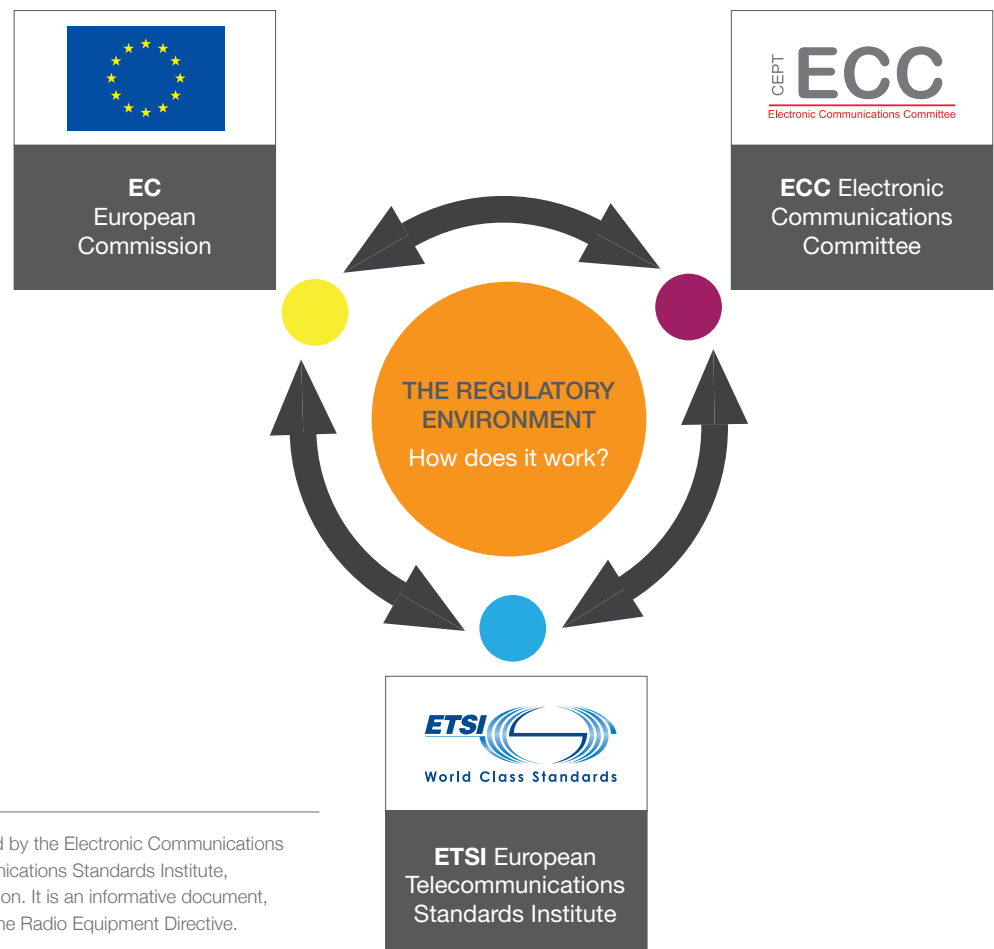 EC
European
Commission
CEPT
ECC
Electronic Communications Committee
ECC Electronic
Communications
Committee
THE REGULATORY
ENVIRONMENT
How does it work?
ETSI
World Class Standards
ETSI European
Telecommunications
Standards Institute
by the Electronic Communications
nications Standards Institute,
on. It is an informative document,
he Radio Equipment Directive.